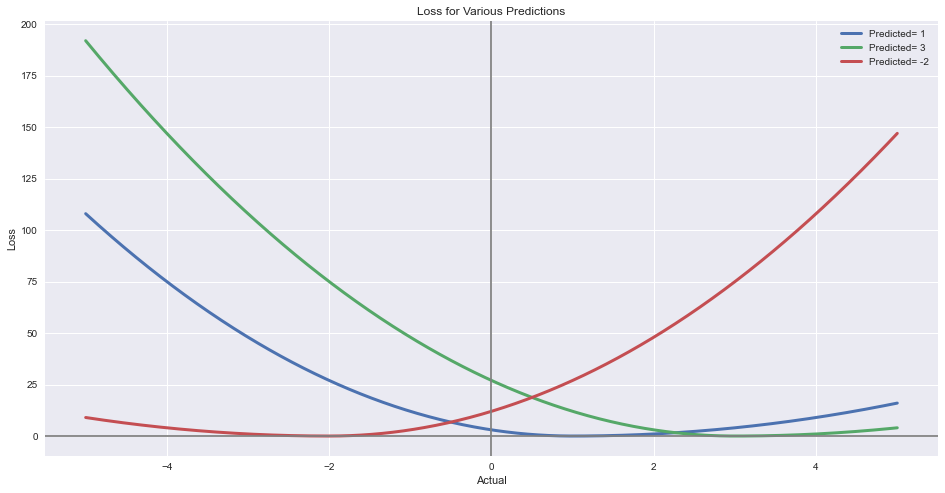 Loss for Various Predictions
Predicted= 1
Predicted= 3
Predicted= -2
200
175
150
125
100
75
50
25
0
Loss
−4
−2
0
2
4
Actual